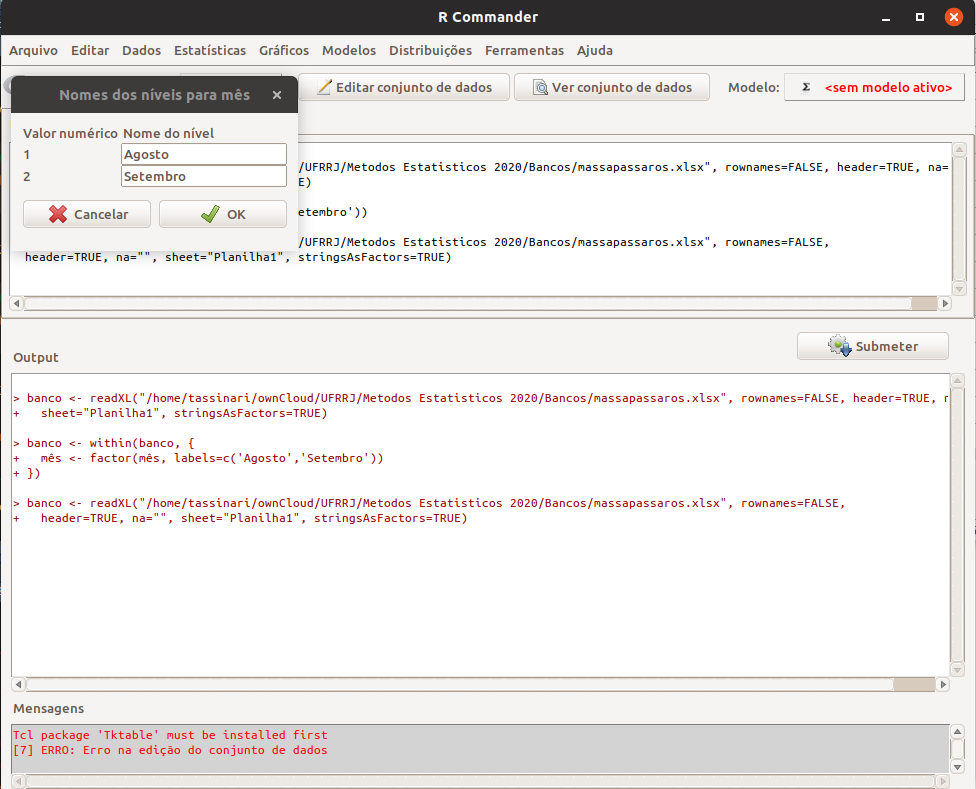 R Commander
Arquivo Editar Dados Estatísticas Gráficos Modelos Distribuições Ferramentas Ajuda
Editar conjunto de dados Ver conjunto de dados Modelo: Σ <sem modelo ativo>
Nomes dos níveis para mês
Valor numérico Nome do nível
1 Agosto
2 Setembro
Cancelar OK
/UFRRJ/Metodos Estatisticos 2020/Bancos/massapassaros.xlsx", rownames=FALSE, header=TRUE, na=
E)
etembro'))
/UFRRJ/Metodos Estatisticos 2020/Bancos/massapassaros.xlsx", rownames=FALSE,
header=TRUE, na="", sheet="Planilha1", stringsAsFactors=TRUE)
Submeter
Output
> banco <- readXL("/home/tassinari/ownCloud/UFRRJ/Metodos Estatisticos 2020/Bancos/massapassaros.xlsx", rownames=FALSE, header=TRUE, n
+   sheet="Planilha1", stringsAsFactors=TRUE)
> banco <- within(banco, {
+   mês <- factor(mês, labels=c('Agosto','Setembro'))
+ })
> banco <- readXL("/home/tassinari/ownCloud/UFRRJ/Metodos Estatisticos 2020/Bancos/massapassaros.xlsx", rownames=FALSE,
+   header=TRUE, na="", sheet="Planilha1", stringsAsFactors=TRUE)
Mensagens
Tcl package 'Tktable' must be installed first
[7] ERRO: Erro na edição do conjunto de dados